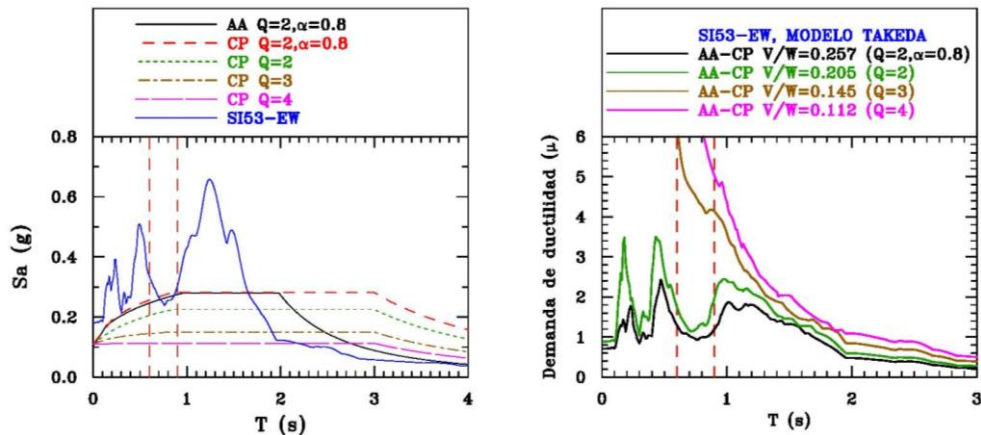 AA Q=2,α=0.8
CP Q=2,α=0.8
CP Q=2
CP Q=3
CP Q=4
SI53-EW
0.8
0.6
0.4
0.2
0.0
Sa (g)
0 1 2 3 4
T (s)
SI53-EW, MODELO TAKEDA
AA-CP V/W=0.257 (Q=2,α=0.8)
AA-CP V/W=0.205 (Q=2)
AA-CP V/W=0.145 (Q=3)
AA-CP V/W=0.112 (Q=4)
6
5
4
3
2
1
0
Demanda de ductilidad (μ)
0 1 2 3
T (s)